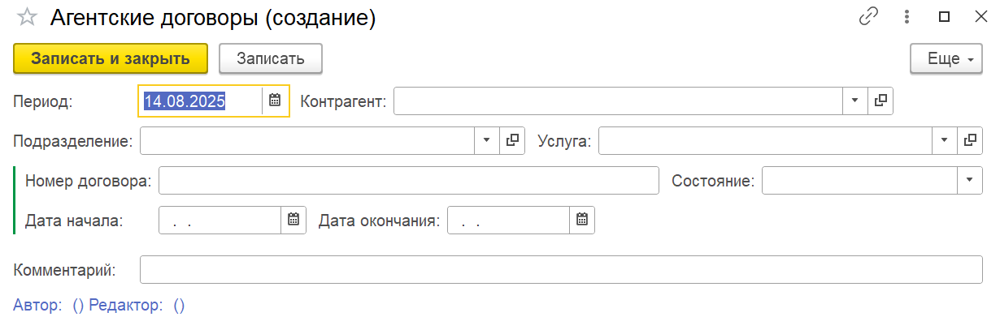 Агентские договоры (создание)
Записать и закрыть Записать Еще
Период: 14.08.2025 Контрагент:
Подразделение: Услуга:
Номер договора: Состояние:
Дата начала: . . Дата окончания: . .
Комментарий:
Автор: () Редактор: ()